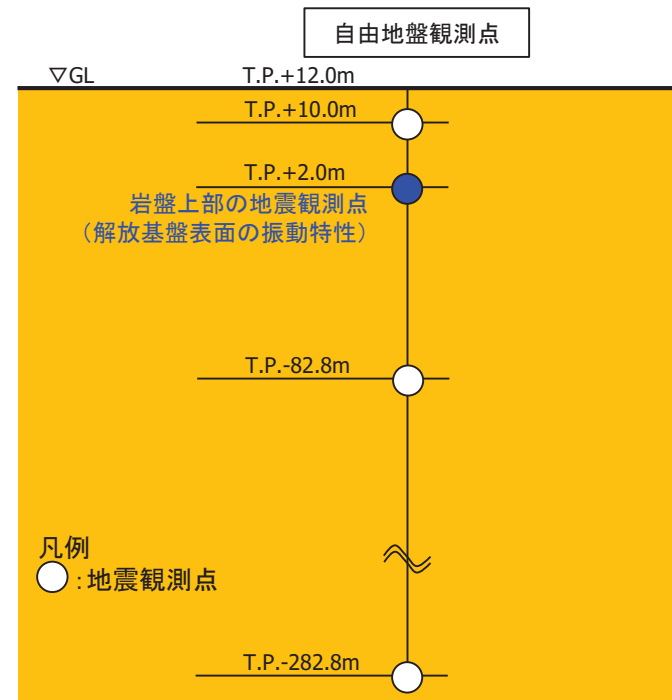 自由地盤観測点
▽GL
T.P.+12.0m
T.P.+10.0m
T.P.+2.0m
岩盤上部の地震観測点
（解放基盤表面の振動特性）
T.P.-82.8m
凡例
○：地震観測点
T.P.-282.8m